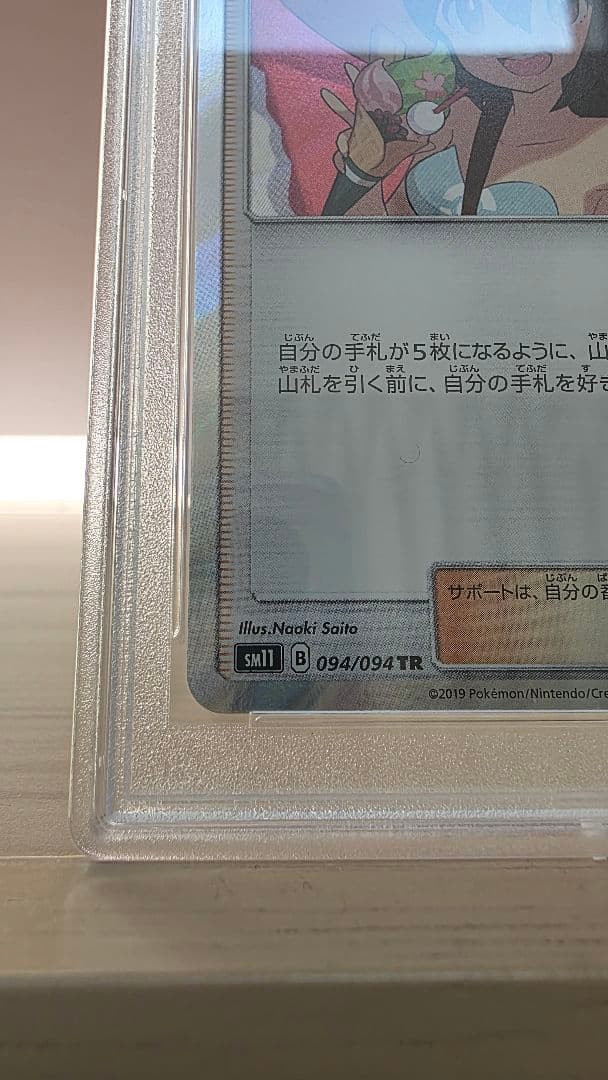 自分の手札が5枚になるように、山
山札を引く前に、自分の手札を好き
サポートは、自分の番
Illus.Naoki Saito
SM11 B 094/094 TR
©2019 Pokémon/Nintendo/Cre